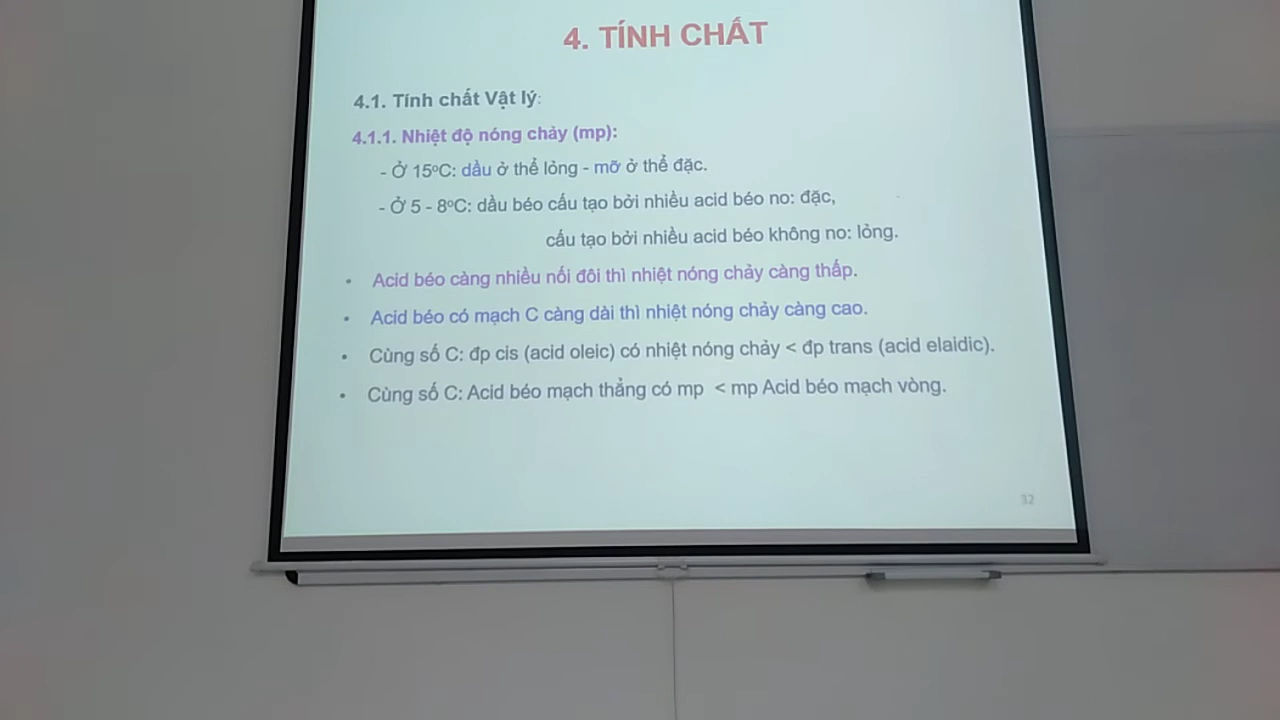 4. TÍNH CHẤT
4.1. Tính chất Vật lý:
4.1.1. Nhiệt độ nóng chảy (mp):
- Ở 15ºC: dầu ở thể lỏng - mỡ ở thể đặc.
- Ở 5 - 8ºC: dầu béo cấu tạo bởi nhiều acid béo no: đặc,
cấu tạo bởi nhiều acid béo không no: lỏng.
• Acid béo càng nhiều nối đôi thì nhiệt nóng chảy càng thấp.
• Acid béo có mạch C càng dài thì nhiệt nóng chảy càng cao.
• Cùng số C: đp cis (acid oleic) có nhiệt nóng chảy < đp trans (acid elaidic).
• Cùng số C: Acid béo mạch thẳng có mp < mp Acid béo mạch vòng.
32